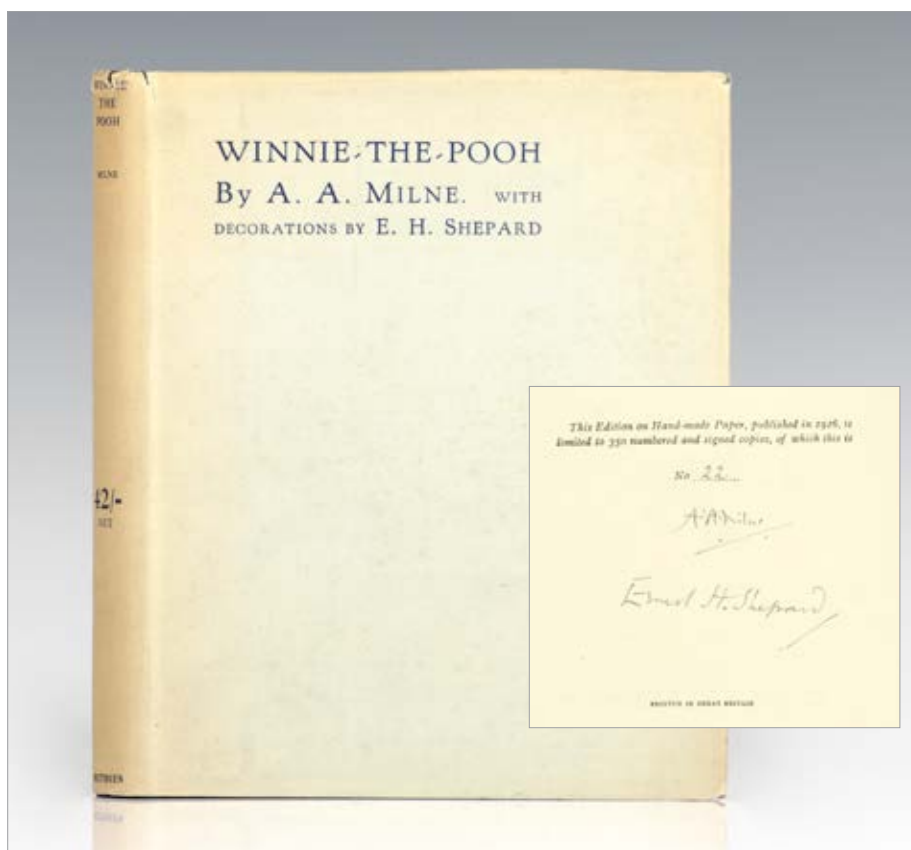 THE
POOH
MILNE
42/-
NET
WINNIE-THE-POOH
By A. A. MILNE. WITH
DECORATIONS BY E. H. SHEPARD
This Edition on Hand-made Paper, published in 1926, is
limited to 350 numbered and signed copies, of which this is
No 22
A. A. Milne
Ernest H. Shepard
PRINTED IN GREAT BRITAIN